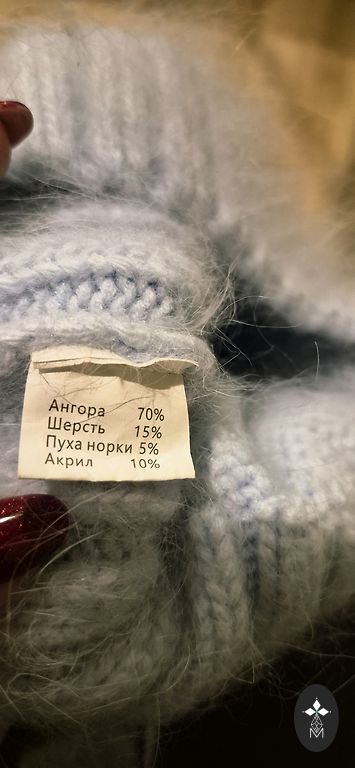 Ангора 70%
Шерсть 15%
Пуха норки 5%
Акрил 10%
M